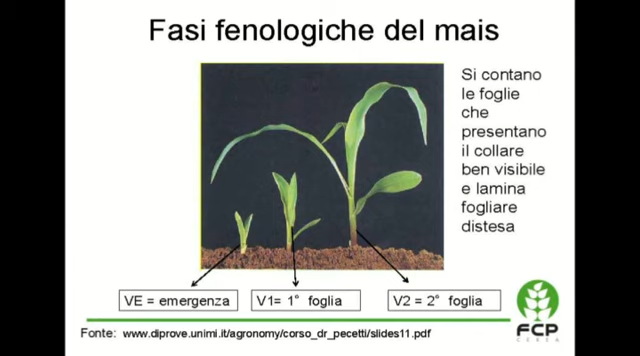 Fasi fenologiche del mais
Si contano
le foglie
che
presentano
il collare
ben visibile
e lamina
fogliare
distesa
VE = emergenza
V1= 1° foglia
V2 = 2° foglia
FCP
CEREA
Fonte: www.diprove.unimi.it/agronomy/corso_dr_pecetti/slides11.pdf